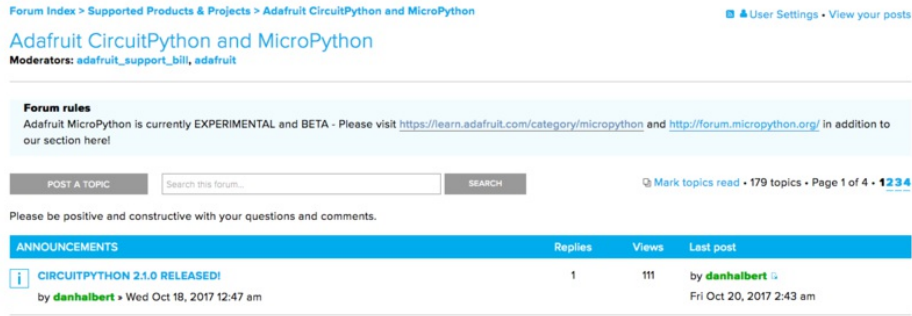 Forum Index > Supported Products & Projects > Adafruit CircuitPython and MicroPython
User Settings • View your posts
Adafruit CircuitPython and MicroPython
Moderators: adafruit_support_bill, adafruit
Forum rules
Adafruit MicroPython is currently EXPERIMENTAL and BETA - Please visit https://learn.adafruit.com/category/micropython and http://forum.micropython.org/ in addition to
our section here!
POST A TOPIC
Search this forum...
SEARCH
Mark topics read • 179 topics • Page 1 of 4 • 1 2 3 4
Please be positive and constructive with your questions and comments.
ANNOUNCEMENTS Replies Views Last post
CIRCUITPYTHON 2.1.0 RELEASED! 1 111 by danhalbert
by danhalbert » Wed Oct 18, 2017 12:47 am Fri Oct 20, 2017 2:43 am